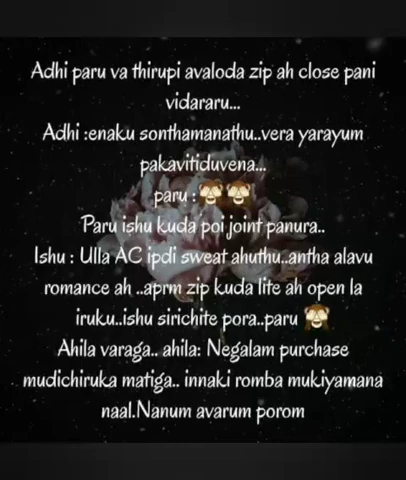 Adhi paru va thirupi avaloda zip ah close pani
vidararu...
Adhi :enaku sonthamanathu..vera yarayum
pakavitiduvena...
paru :🙈🙈
Paru ishu kuda poi joint panura..
Ishu : Ulla AC ipdi sweat ahuthu..antha alavu
romance ah ..aprm zip kuda lite ah open la
iruku..ishu sirichite pora..paru 🙈
Ahila varaga.. ahila: Negalam purchase
mudichiruka matiga.. innaki romba mukiyamana
naal.Nanum avarum porom